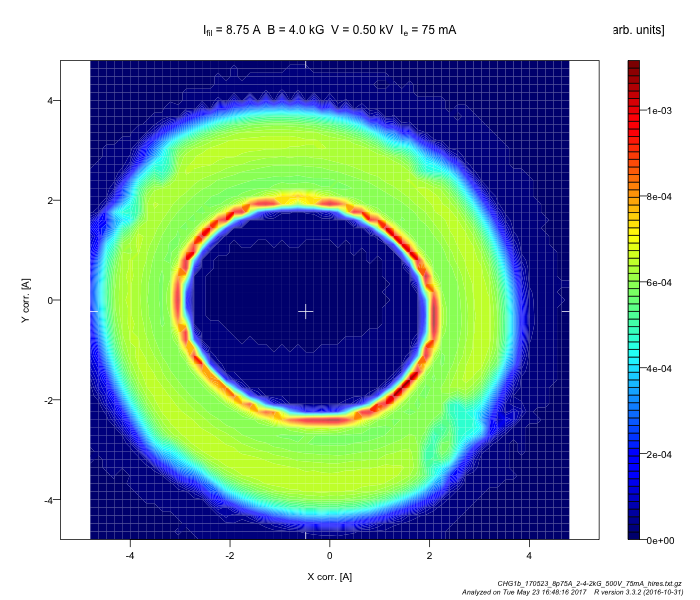 I_fil = 8.75 A B = 4.0 kG V = 0.50 kV I_e = 75 mA
arb. units]
4
2
0
-2
-4
Y corr. [A]
-4
-2
0
2
4
X corr. [A]
1e-03
8e-04
6e-04
4e-04
2e-04
0e+00
CHG1b_170523_8p75A_2-4-2kG_500V_75mA_hires.txt.gz
Analyzed on Tue May 23 16:48:16 2017 R version 3.3.2 (2016-10-31)